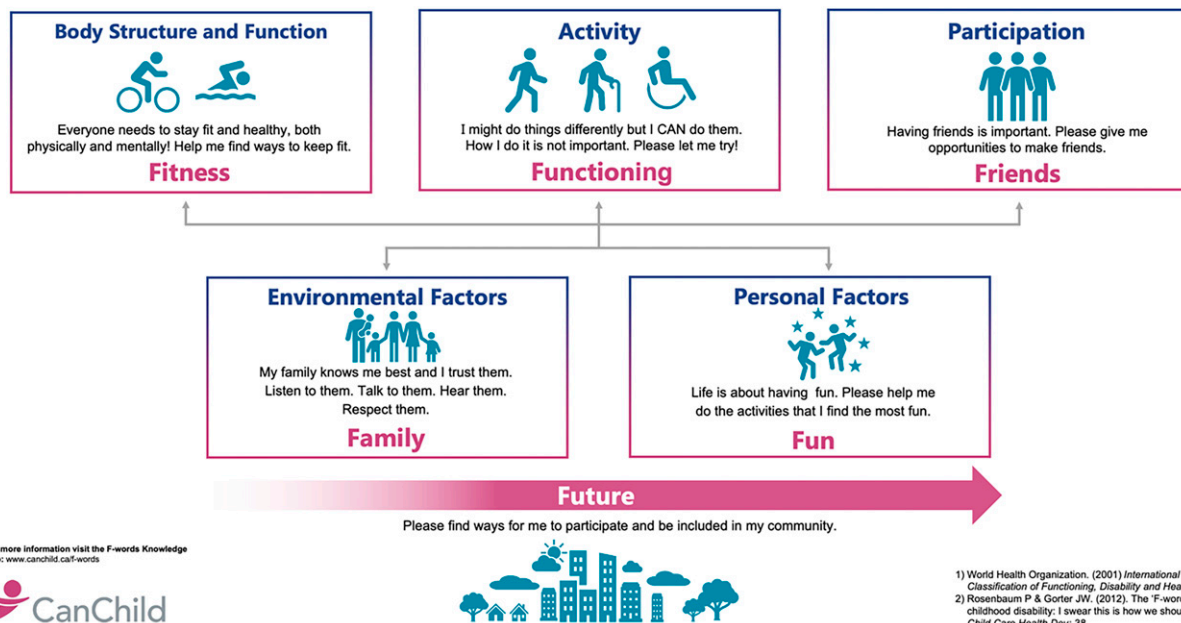 Body Structure and Function
Everyone needs to stay fit and healthy, both
physically and mentally! Help me find ways to keep fit.
Fitness
Activity
I might do things differently but I CAN do them.
How I do it is not important. Please let me try!
Functioning
Participation
Having friends is important. Please give me
opportunities to make friends.
Friends
Environmental Factors
My family knows me best and I trust them.
Listen to them. Talk to them. Hear them.
Respect them.
Family
Personal Factors
Life is about having fun. Please help me
do the activities that I find the most fun.
Fun
Future
Please find ways for me to participate and be included in my community.
more information visit the F-words Knowledge
: www.canchild.ca/f-words
CanChild
1) World Health Organization. (2001) International
Classification of Functioning, Disability and
2) Rosenbaum P & Gorter JW. (2012). The
childhood disability: I swear this is how we
Child Care Health Dev; 38